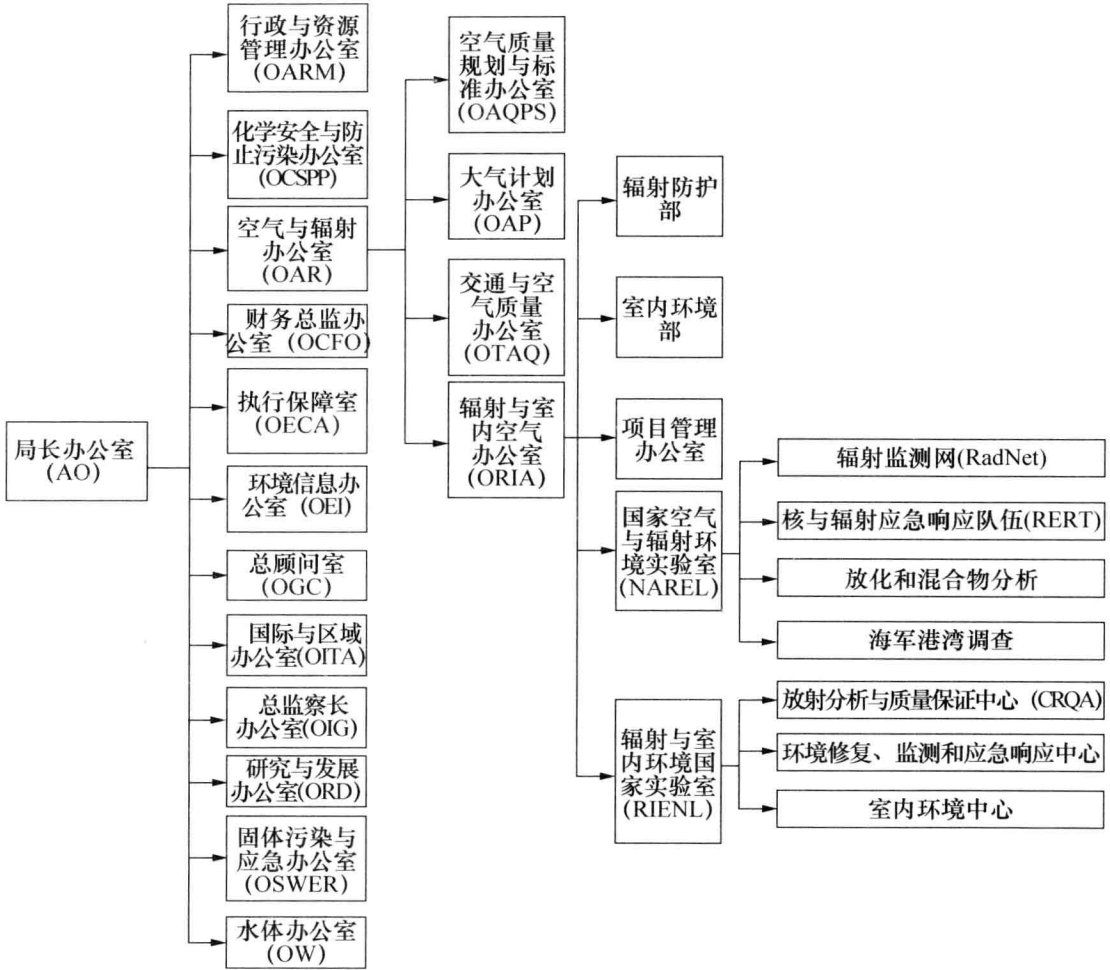 局长办公室
(AO)
行政与资源
管理办公室
(OARM)
化学安全与防
止污染办公室
(OCSPP)
空气与辐射
办公室
(OAR)
财务总监办
公室 (OCFO)
执行保障室
(OECA)
环境信息办
公室 (OEI)
总顾问室
(OGC)
国际与区域
办公室(OITA)
总监察长
办公室(OIG)
研究与发展
办公室(ORD)
固体污染与
应急办公室
(OSWER)
水体办公室
(OW)
空气质量
规划与标
准办公室
(OAQPS)
大气计划
办公室
(OAP)
交通与空
气质量
办公室
(OTAQ)
辐射与室
内空气
办公室
(ORIA)
辐射防护
部
室内环境
部
项目管理
办公室
国家空气
与辐射环
境实验室
(NAREL)
辐射与室
内环境国
家实验室
(RIENL)
辐射监测网(RadNet)
核与辐射应急响应队伍(RERT)
放化和混合物分析
海军港湾调查
放射分析与质量保证中心 (CRQA)
环境修复、监测和应急响应中心
室内环境中心